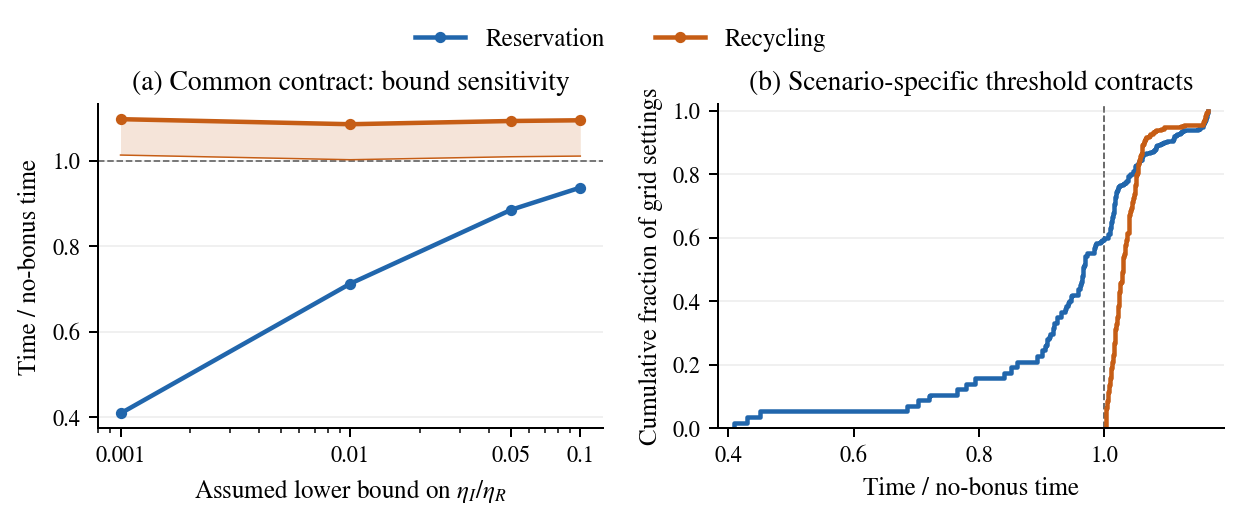 Reservation
Recycling
(a) Common contract: bound sensitivity
Time / no-bonus time
1.0
0.8
0.6
0.4
0.001
0.01
0.05
0.1
Assumed lower bound on η_I/η_R
(b) Scenario-specific threshold contracts
Cumulative fraction of grid settings
1.0
0.8
0.6
0.4
0.2
0.0
0.4
0.6
0.8
1.0
Time / no-bonus time